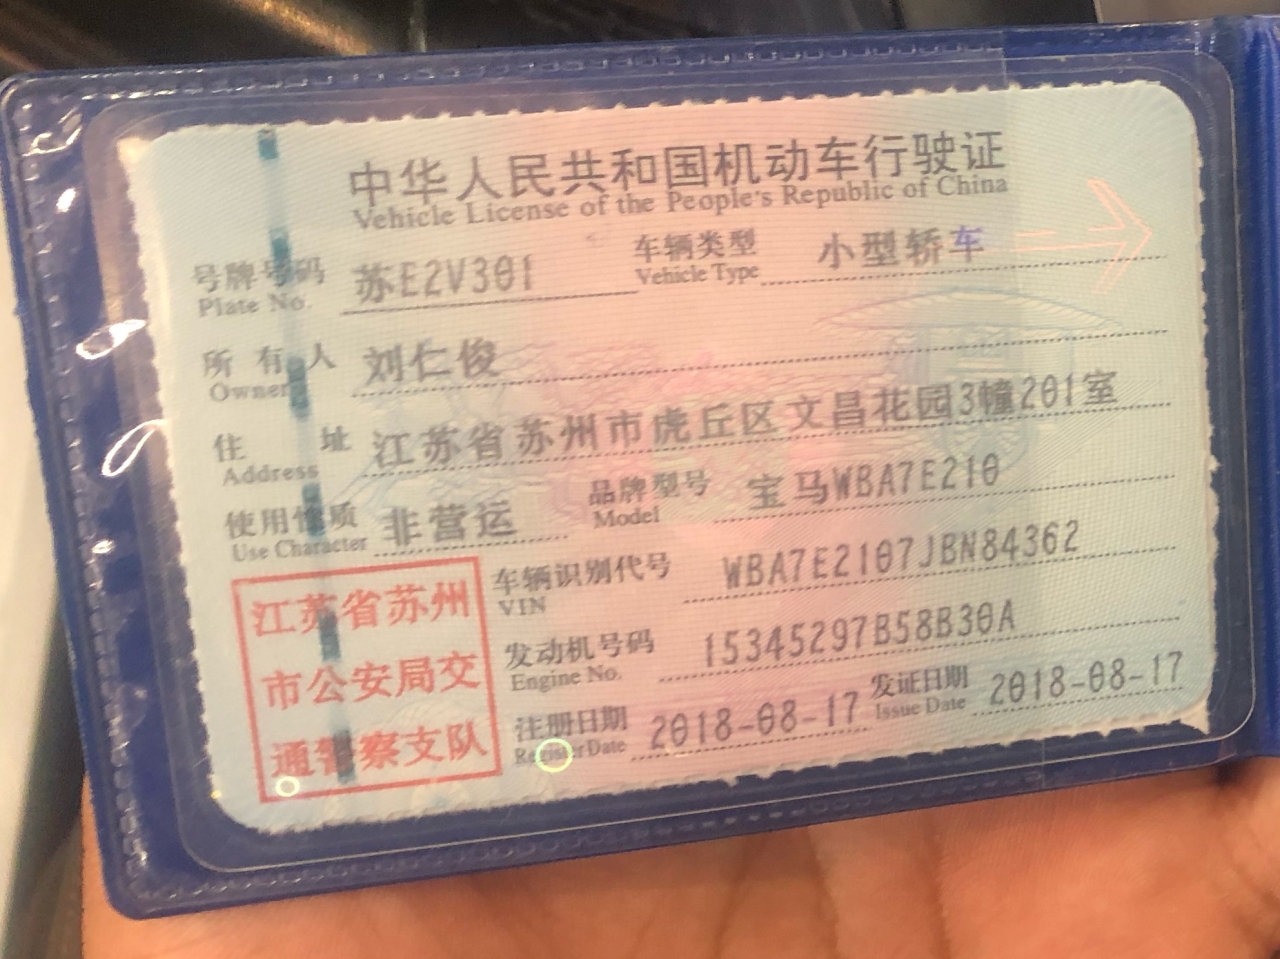 中华人民共和国机动车行驶证
Vehicle License of the People's Republic of China
号牌号码 苏E2V301 车辆类型 小型轿车
Plate No. Vehicle Type
所有人 刘仁俊
Owner
住址 江苏省苏州市虎丘区文昌花园3幢201室
Address
使用性质 非营运 品牌型号 宝马WBA7E210
Use Character Model
江苏省苏州
市公安局交
通警察支队
车辆识别代号 WBA7E2107JBN84362
VIN
发动机号码 15345297B58B30A
Engine No.
注册日期 2018-08-17 发证日期 2018-08-17
Register Date Issue Date